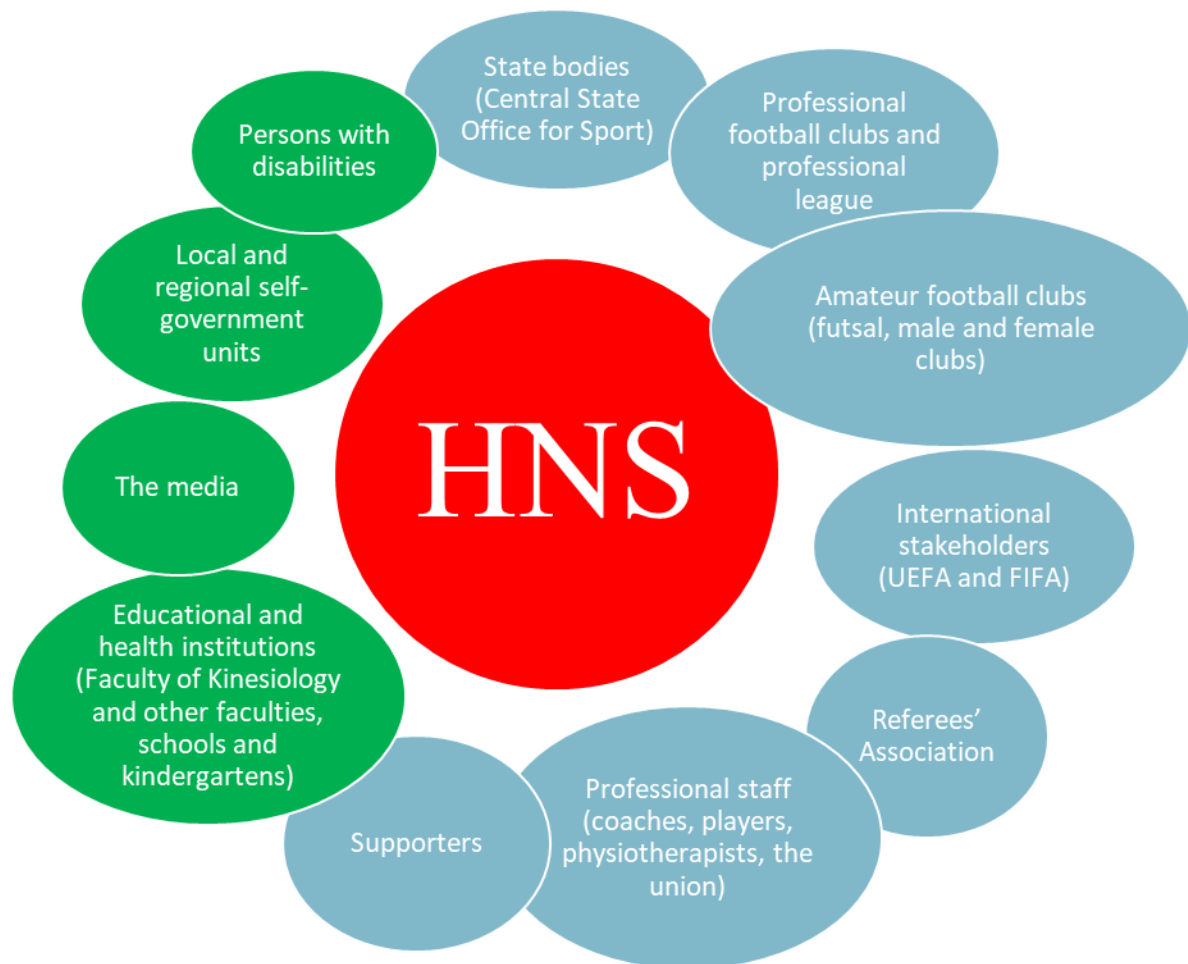 State bodies
(Central State
Office for Sport)
Professional
football clubs and
professional
league
Amateur football clubs
(futsal, male and female
clubs)
International
stakeholders
(UEFA and FIFA)
Referees’
Association
Professional staff
(coaches, players,
physiotherapists, the
union)
Supporters
Educational and
health institutions
(Faculty of Kinesiology
and other faculties,
schools and
kindergartens)
The media
Local and
regional self-
government
units
Persons with
disabilities
HNS